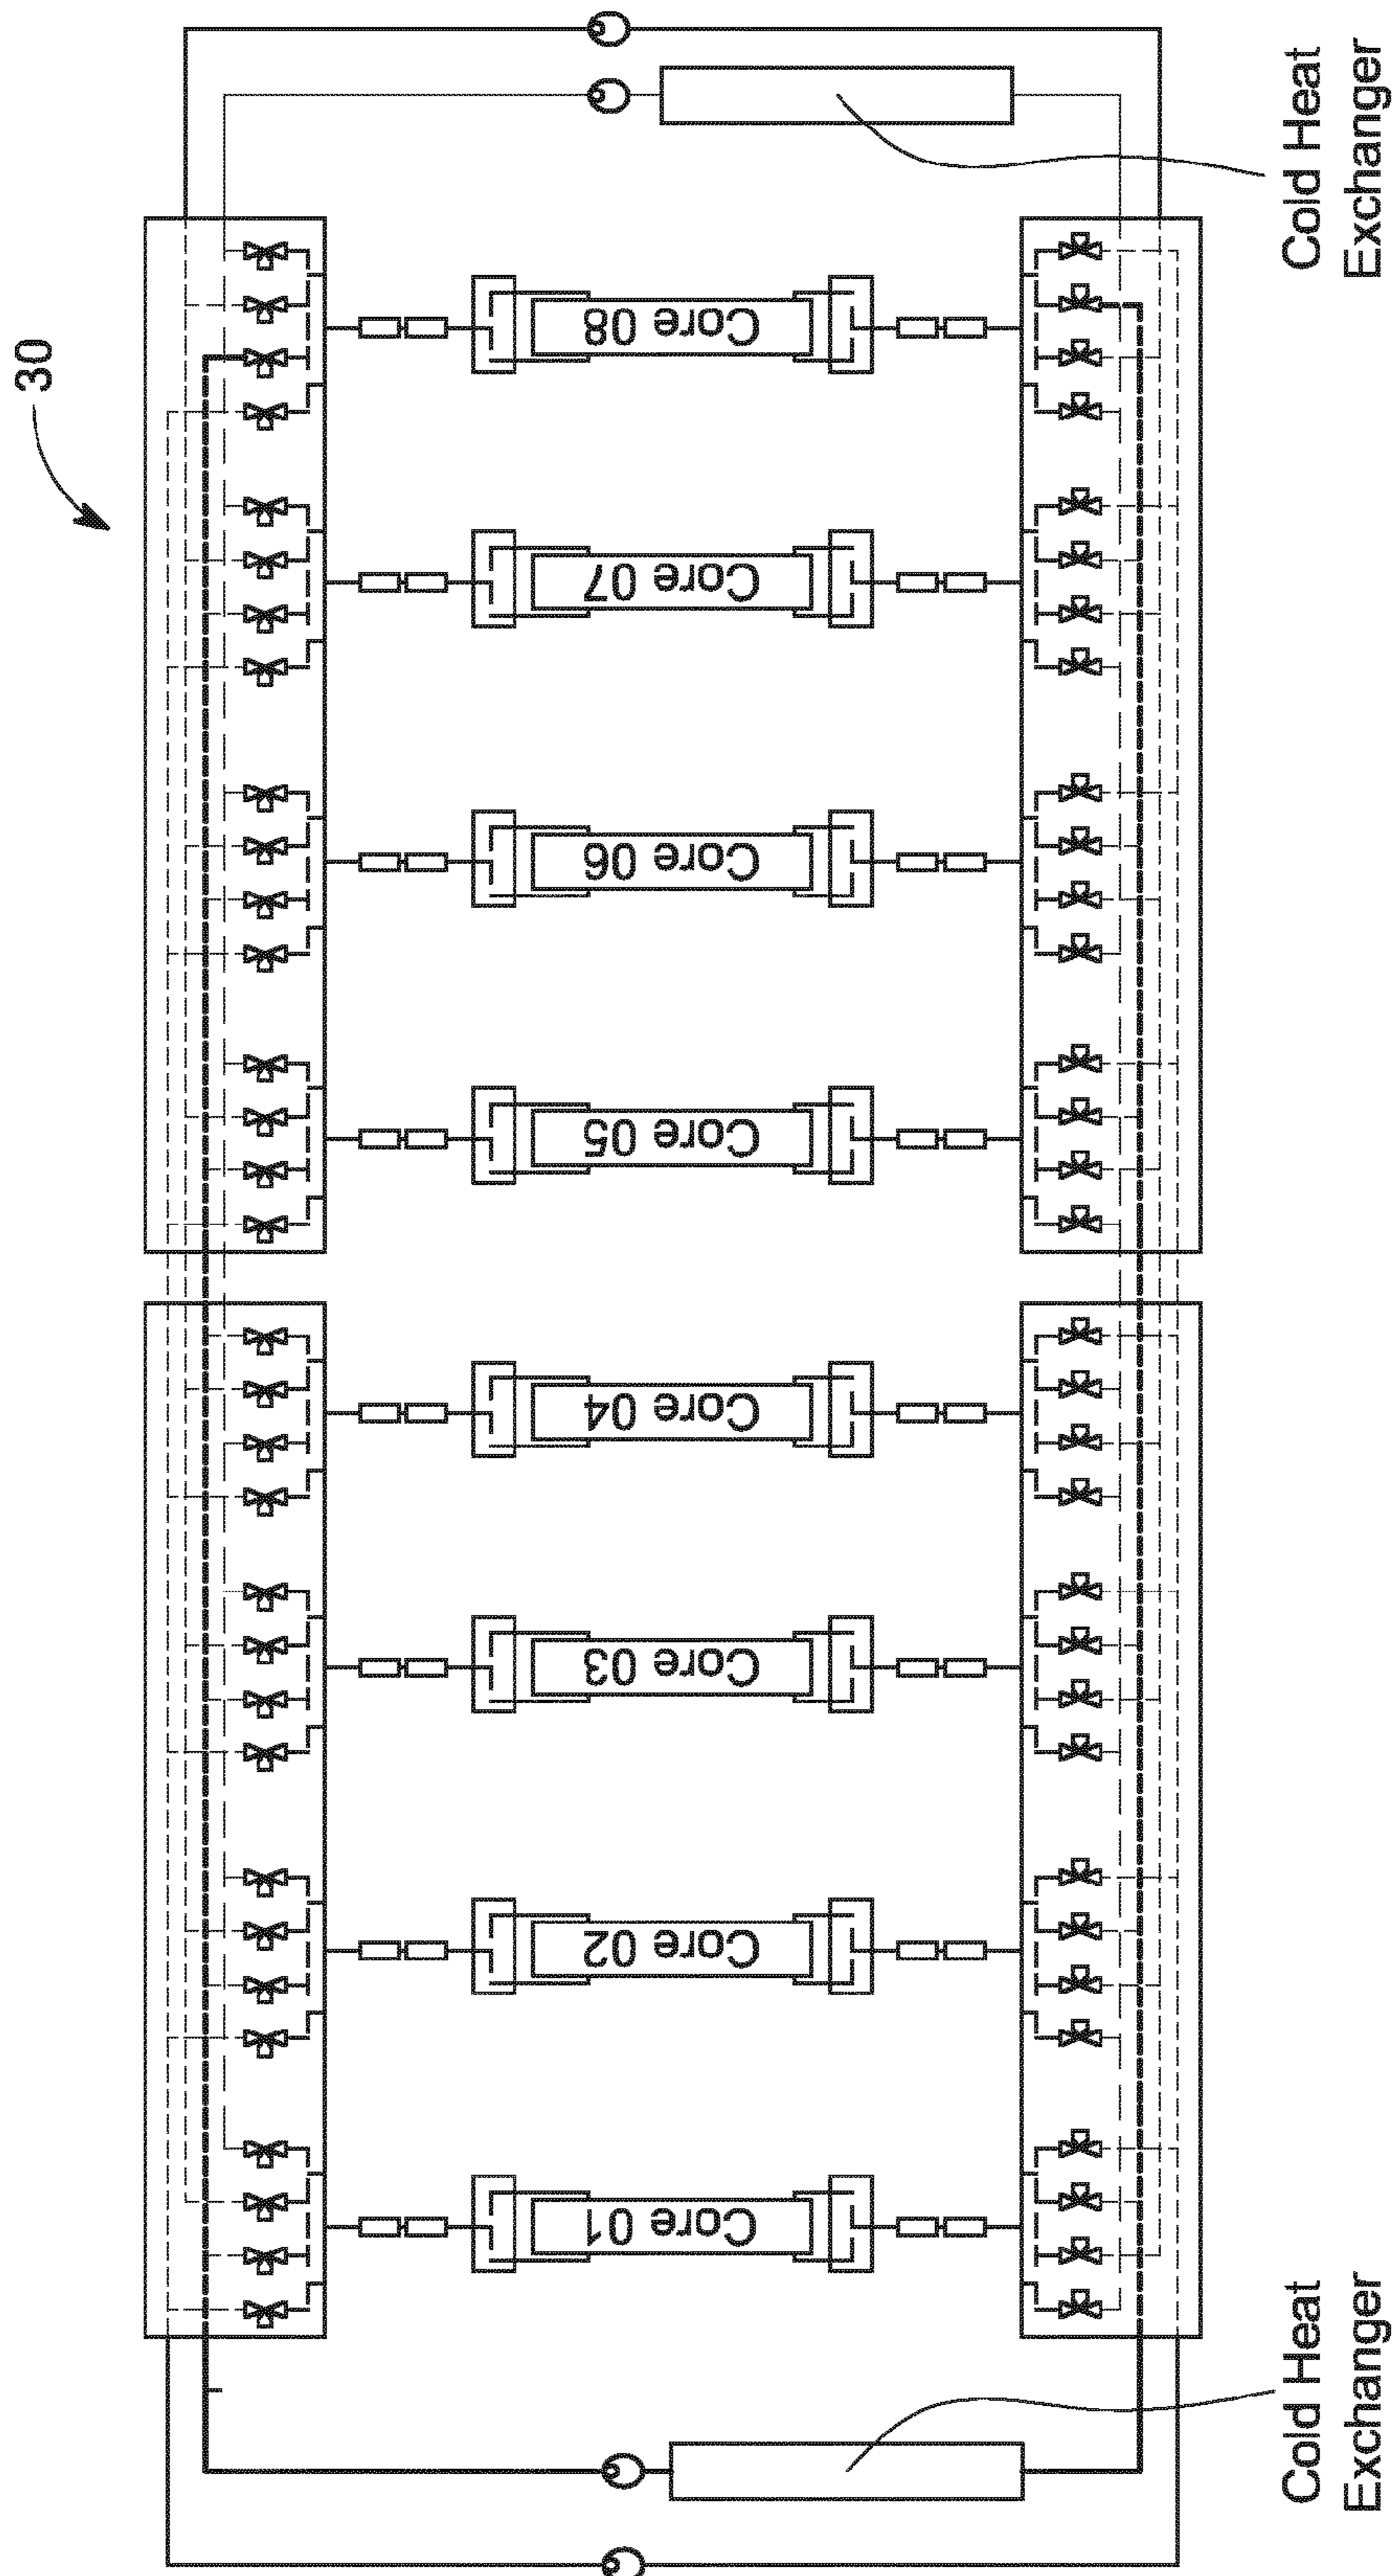 30
Cold Heat
Exchanger
Core 08
Core 07
Core 06
Core 05
Core 04
Core 03
Core 02
Core 01
Cold Heat
Exchanger